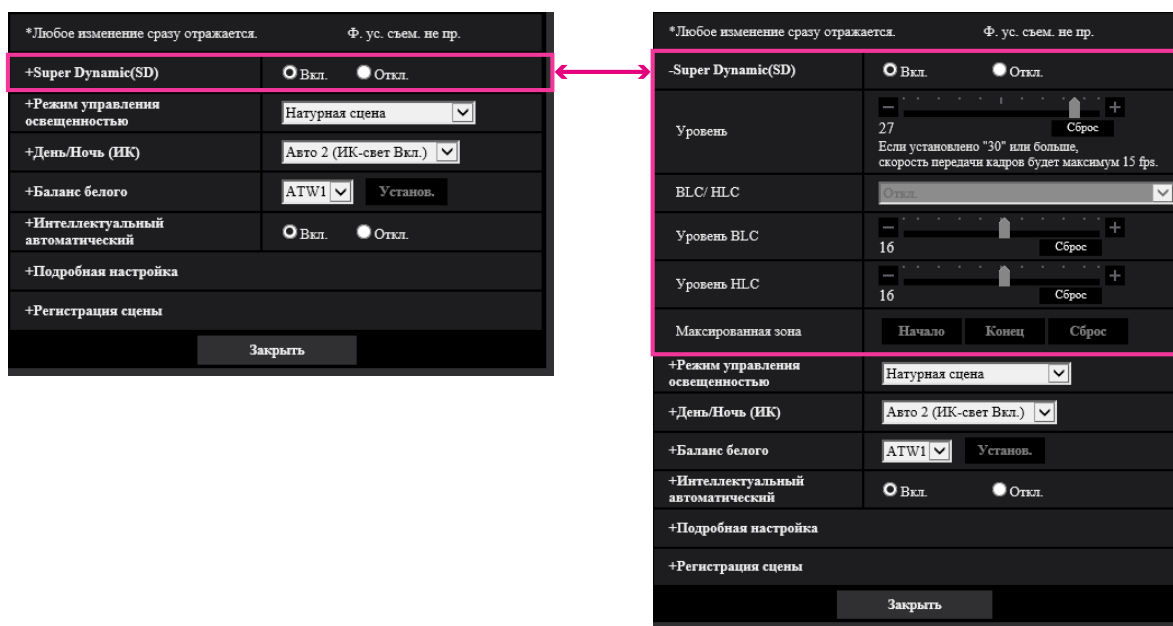 *Любое изменение сразу отражается. Ф. ус. съем. не пр.
+Super Dynamic(SD) Вкл. Откл.
+Режим управления
освещенностью
Натурная сцена
+День/Ночь (ИК) Авто 2 (ИК-свет Вкл.)
+Баланс белого ATW1 Установ.
+Интеллектуальный
автоматический
Вкл. Откл.
+Подробная настройка
+Регистрация сцены
Закрыть
*Любое изменение сразу отражается. Ф. ус. съем. не пр.
-Super Dynamic(SD) Вкл. Откл.
Уровень
27 Сброс
Если установлено "30" или больше,
скорость передачи кадров будет максимум 15 fps.
BLC/ HLC Откл.
Уровень BLC
16 Сброс
Уровень HLC
16 Сброс
Максированная зона Начало Конец Сброс
+Режим управления
освещенностью
Натурная сцена
+День/Ночь (ИК) Авто 2 (ИК-свет Вкл.)
+Баланс белого ATW1 Установ.
+Интеллектуальный
автоматический
Вкл. Откл.
+Подробная настройка
+Регистрация сцены
Закрыть